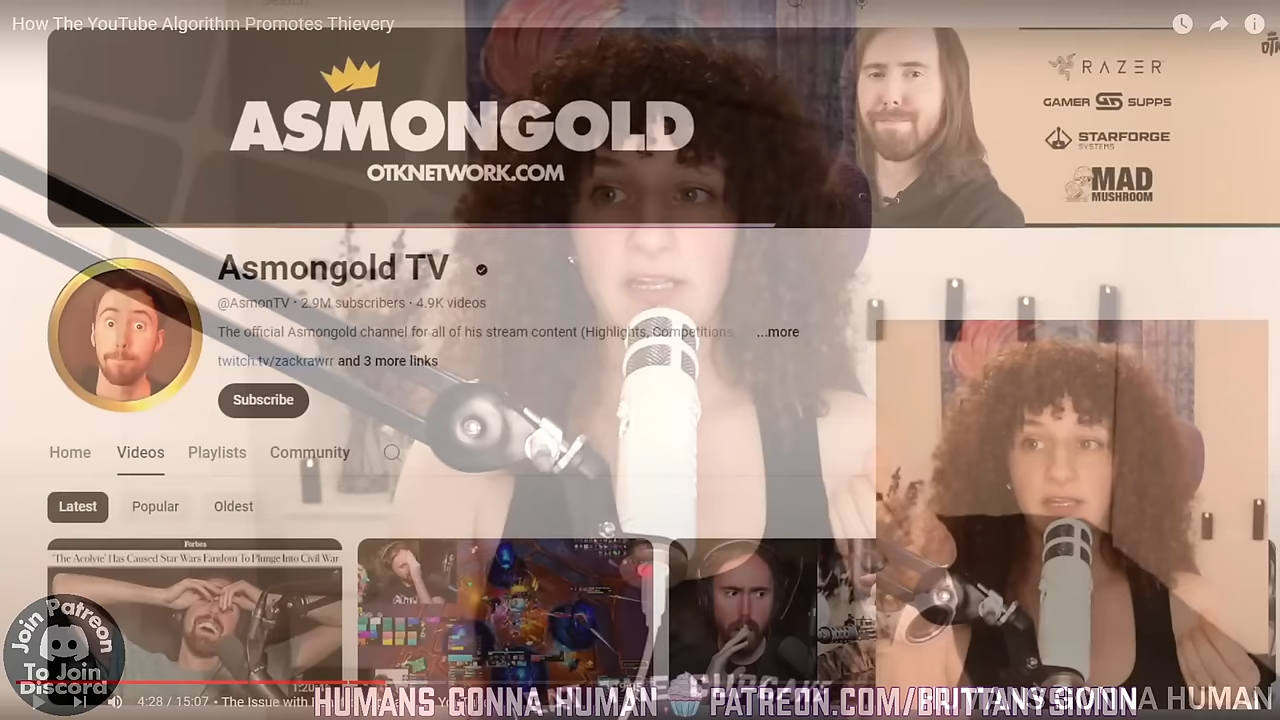 How The YouTube Algorithm Promotes Thievery
ASMONGOLD
OTKNETWORK.COM
RAZER
GAMER SUPPS
STARFORGE
SYSTEMS
MAD
MUSHROOM
Asmongold TV
@AsmonTV · 2.9M subscribers · 4.9K videos
The official Asmongold channel for all of his stream content (Highlights, Competitions, ...more
twitch.tv/zackrawrr and 3 more links
Subscribe
Home Videos Playlists Community
Latest Popular Oldest
Forbes
'The Acolyte' Has Caused Star Wars Fandom To Plunge Into Civil War
Join Patreon
To Join
Discord
4:28 / 15:07 • The Issue with
HUMANS GONNA HUMAN PATREON.COM/BRITTANYSIMON